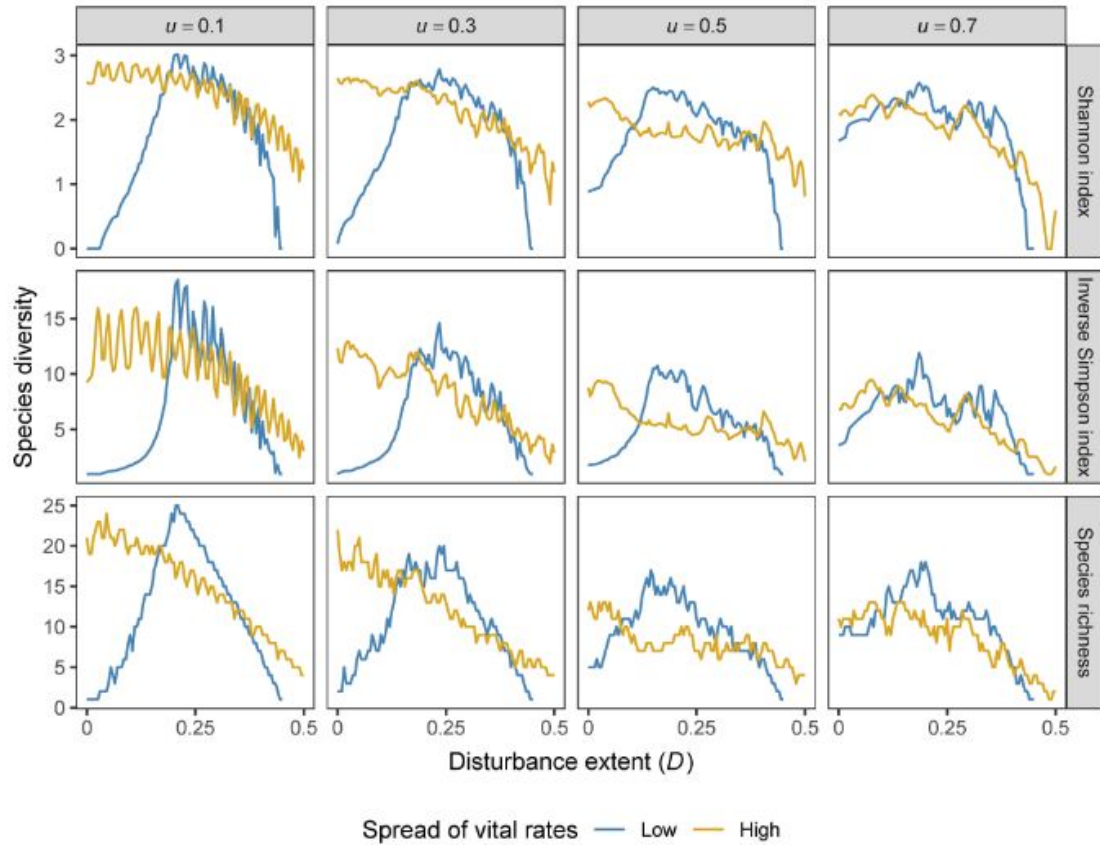 u = 0.1
u = 0.3
u = 0.5
u = 0.7
Species diversity
3
2
1
0
Shannon index
15
10
5
Inverse Simpson index
25
20
15
10
5
0
Species richness
0 0.25 0.5 0 0.25 0.5 0 0.25 0.5 0 0.25 0.5
Disturbance extent (D)
Spread of vital rates Low High